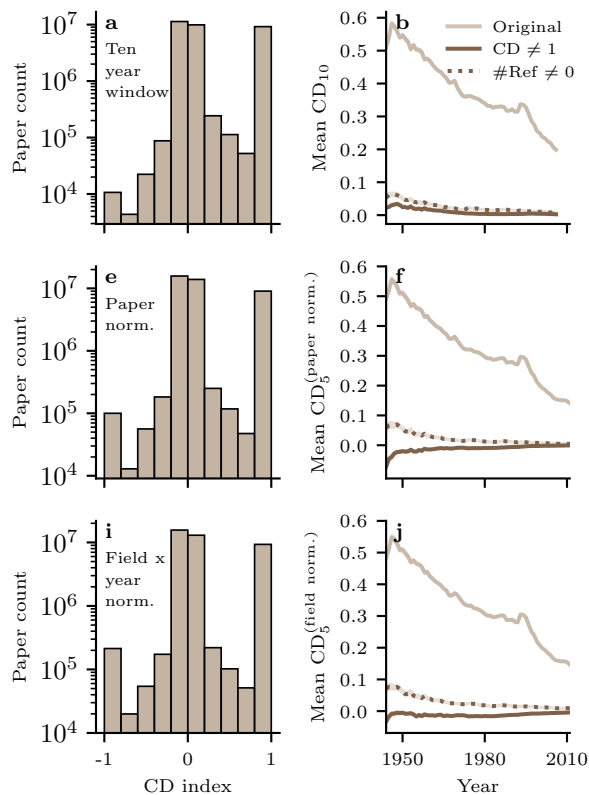 a
Ten
year
window
10^7
10^6
10^5
10^4
Paper count
b
Original
CD ≠ 1
#Ref ≠ 0
0.6
0.5
0.4
0.3
0.2
0.1
0.0
Mean CD_10
e
Paper
norm.
10^7
10^6
10^5
10^4
Paper count
f
0.6
0.5
0.4
0.3
0.2
0.1
0.0
Mean CD_5^(paper norm.)
i
Field x
year
norm.
10^7
10^6
10^5
10^4
Paper count
-1 0 1
CD index
j
0.6
0.5
0.4
0.3
0.2
0.1
0.0
Mean CD_5^(field norm.)
1950 1980 2010
Year